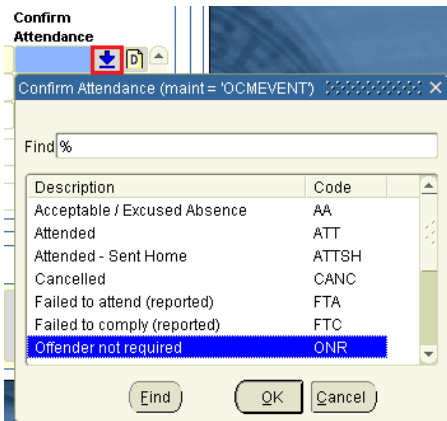 Confirm
Attendance
D
Confirm Attendance (maint = 'OCMEVENT')
Find %
Description Code
Acceptable / Excused Absence AA
Attended ATT
Attended - Sent Home ATTSH
Cancelled CANC
Failed to attend (reported) FTA
Failed to comply (reported) FTC
Offender not required ONR
Find OK Cancel